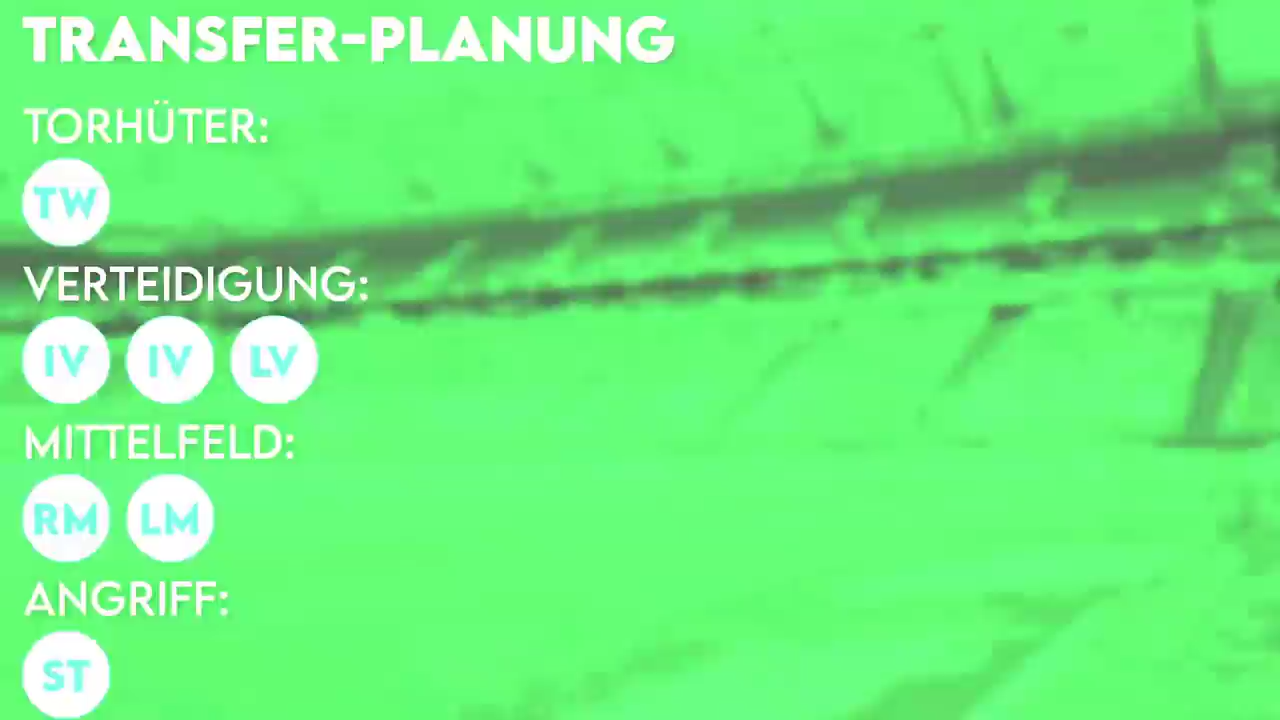 TRANSFER-PLANUNG
TORHÜTER:
TW
VERTEIDIGUNG:
IV IV LV
MITTELFELD:
RM LM
ANGRIFF:
ST